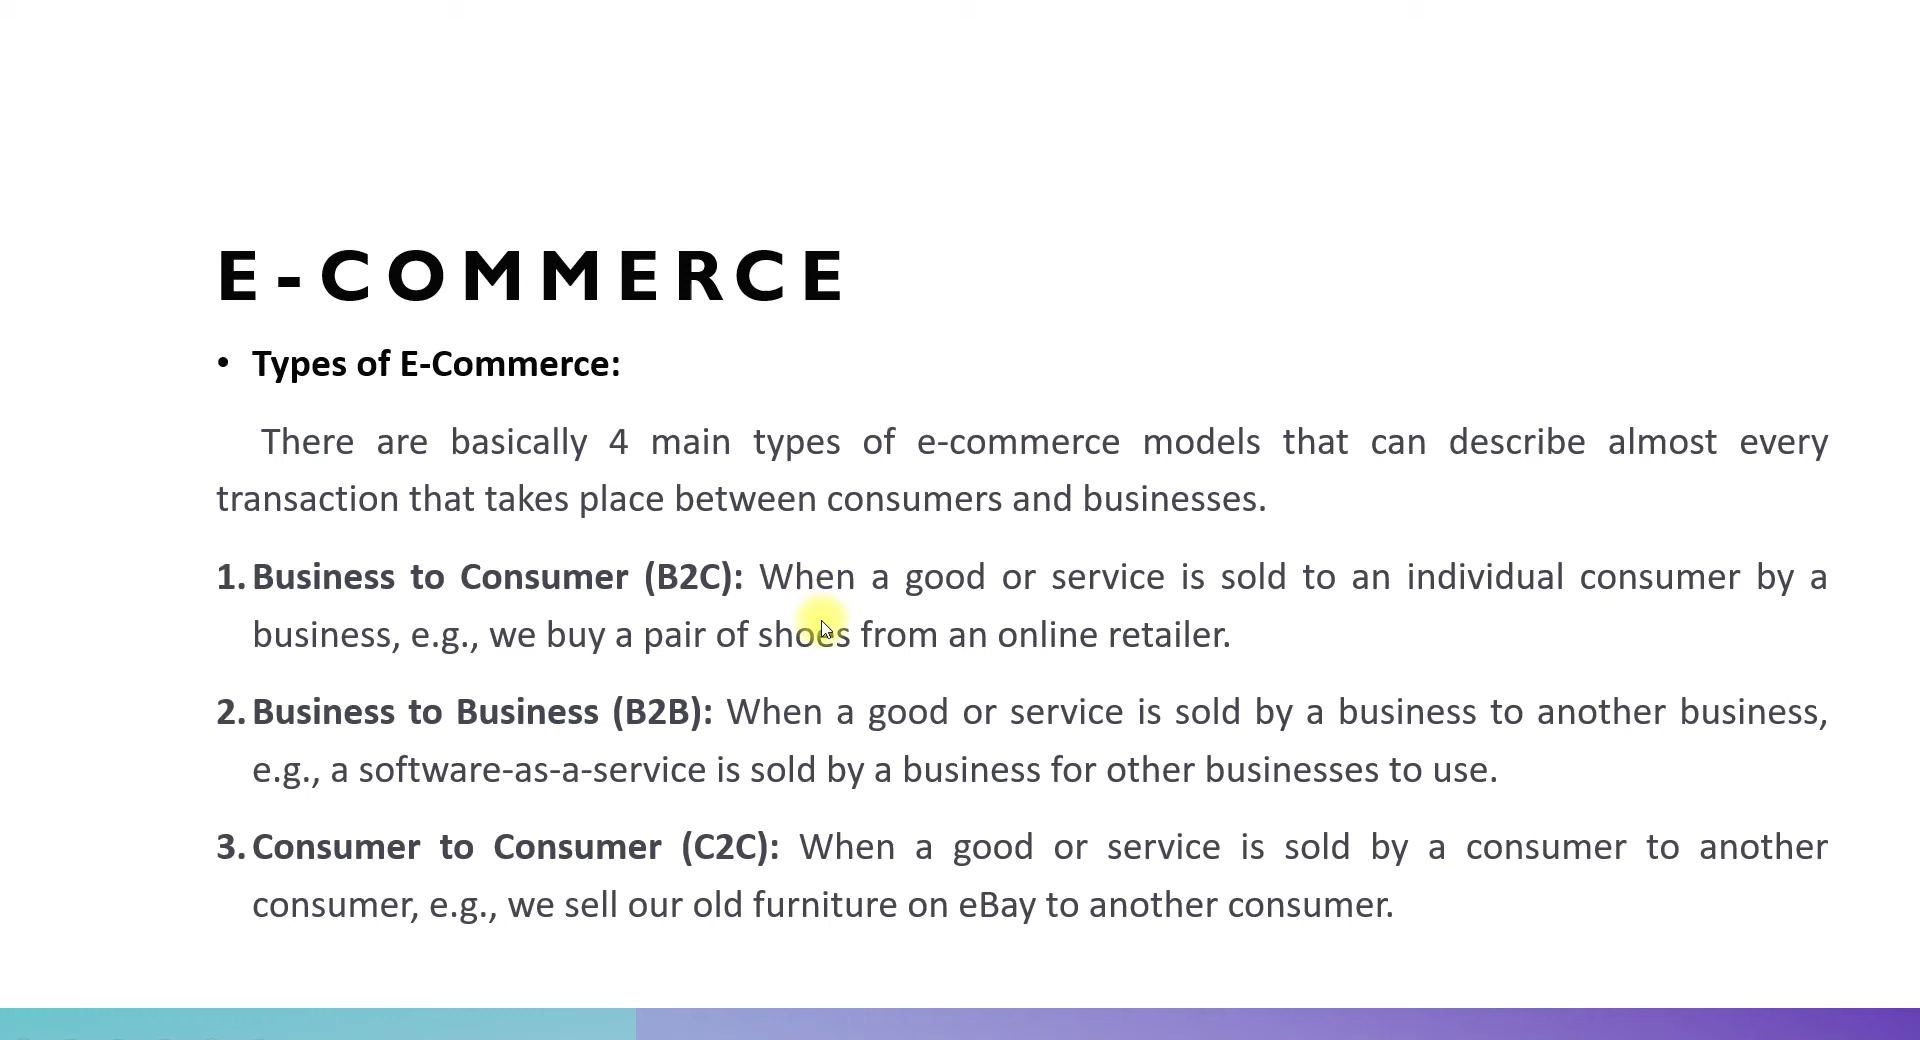 E-COMMERCE
• Types of E-Commerce:
There are basically 4 main types of e-commerce models that can describe almost every
transaction that takes place between consumers and businesses.
1. Business to Consumer (B2C): When a good or service is sold to an individual consumer by a
business, e.g., we buy a pair of shoes from an online retailer.
2. Business to Business (B2B): When a good or service is sold by a business to another business,
e.g., a software-as-a-service is sold by a business for other businesses to use.
3. Consumer to Consumer (C2C): When a good or service is sold by a consumer to another
consumer, e.g., we sell our old furniture on eBay to another consumer.